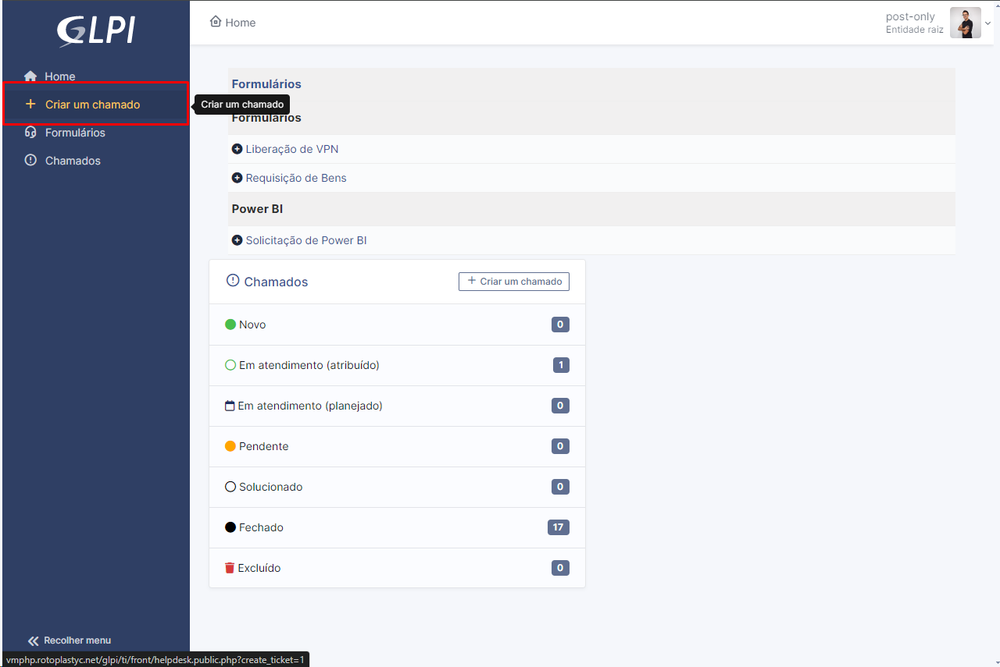 GLPI
Home
Criar um chamado
Formulários
Chamados
Recolher menu
Home
post-only
Entidade raiz
Criar um chamado
Formulários
Formulários
Liberação de VPN
Requisição de Bens
Power BI
Solicitação de Power BI
Chamados
+ Criar um chamado
Novo 0
Em atendimento (atribuído) 1
Em atendimento (planejado) 0
Pendente 0
Solucionado 0
Fechado 17
Excluído 0
vmphp.rotoplastyc.net/glpi/ti/front/helpdesk.public.php?create_ticket=1